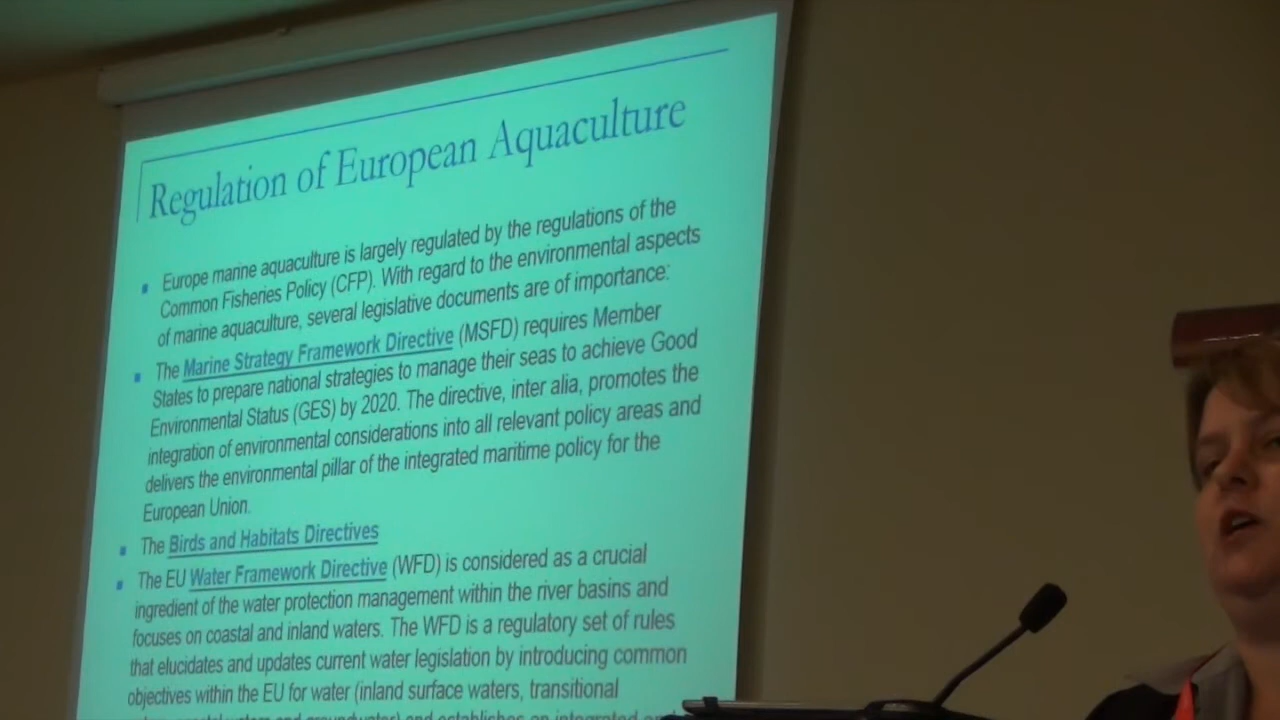 Regulation of European Aquaculture
▪ Europe marine aquaculture is largely regulated by the regulations of the
Common Fisheries Policy (CFP). With regard to the environmental aspects
of marine aquaculture, several legislative documents are of importance:
▪ The Marine Strategy Framework Directive (MSFD) requires Member
States to prepare national strategies to manage their seas to achieve Good
Environmental Status (GES) by 2020. The directive, inter alia, promotes the
integration of environmental considerations into all relevant policy areas and
delivers the environmental pillar of the integrated maritime policy for the
European Union.
▪ The Birds and Habitats Directives
▪ The EU Water Framework Directive (WFD) is considered as a crucial
ingredient of the water protection management within the river basins and
focuses on coastal and inland waters. The WFD is a regulatory set of rules
that elucidates and updates current water legislation by introducing common
objectives within the EU for water (inland surface waters, transitional
and groundwater) and establishes an integrated